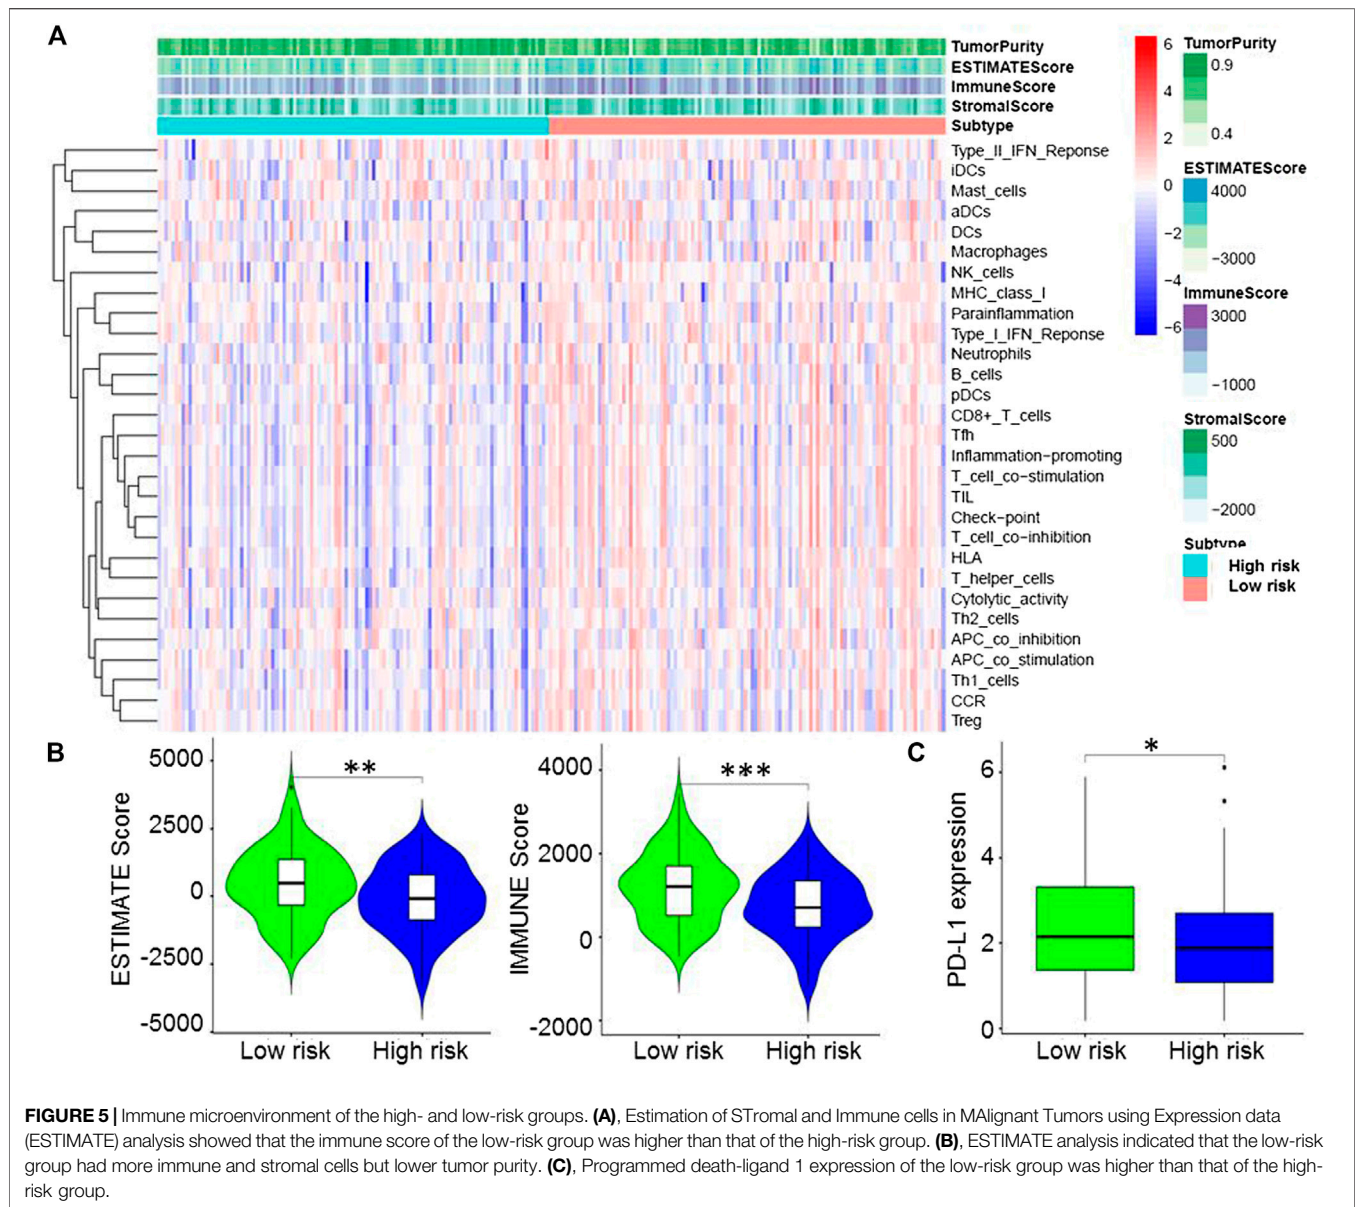 A
TumorPurity
ESTIMATEScore
ImmuneScore
StromalScore
Subtype
Type_II_IFN_Reponse
iDCs
Mast_cells
aDCs
DCs
Macrophages
NK_cells
MHC_class_I
Parainflammation
Type_I_IFN_Reponse
Neutrophils
B_cells
pDCs
CD8+_T_cells
Tfh
Inflammation-promoting
T_cell_co-stimulation
TIL
Check-point
T_cell_co-inhibition
HLA
T_helper_cells
Cytolytic_activity
Th2_cells
APC_co_inhibition
APC_co_stimulation
Th1_cells
CCR
Treg
6
4
2
0
-2
-4
-6
TumorPurity
0.9
0.4
ESTIMATEScore
4000
-3000
ImmuneScore
3000
-1000
StromalScore
500
-2000
Subtype
High risk
Low risk
B
ESTIMATE Score
5000
2500
0
-2500
-5000
**
Low risk High risk
IMMUNE Score
4000
2000
0
-2000
***
Low risk High risk
C
PD-L1 expression
6
4
2
0
*
Low risk High risk
FIGURE 5 | Immune microenvironment of the high- and low-risk groups. (A), Estimation of STromal and Immune cells in MAlignant Tumors using Expression data
(ESTIMATE) analysis showed that the immune score of the low-risk group was higher than that of the high-risk group. (B), ESTIMATE analysis indicated that the low-risk
group had more immune and stromal cells but lower tumor purity. (C), Programmed death-ligand 1 expression of the low-risk group was higher than that of the high-
risk group.